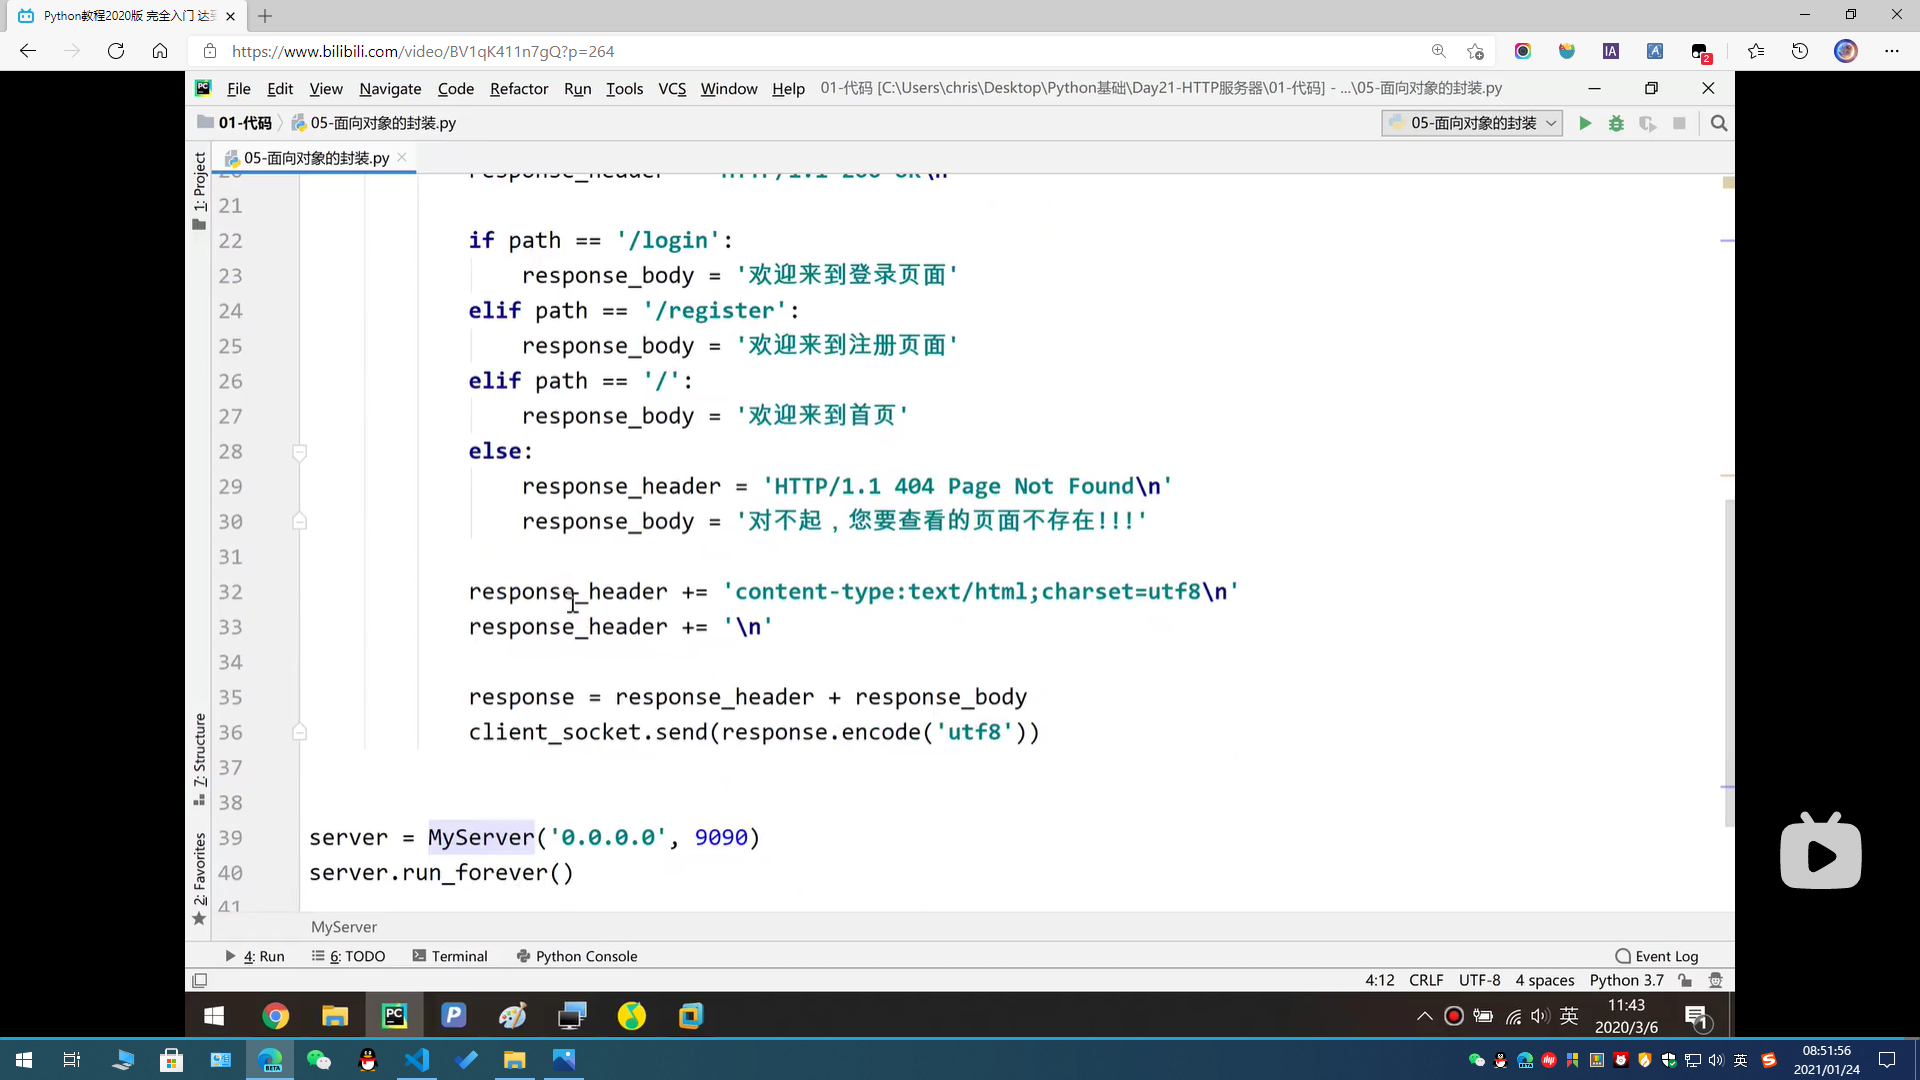 Python教程2020版 完全入门 达
https://www.bilibili.com/video/BV1qK411n7gQ?p=264
2
File Edit View Navigate Code Refactor Run Tools VCS Window Help 01-代码 [C:\Users\chris\Desktop\Python基础\Day21-HTTP服务器\01-代码] - ...\05-面向对象的封装.py
01-代码 05-面向对象的封装.py 05-面向对象的封装
05-面向对象的封装.py
1: Project
7: Structure
2: Favorites
20 response_header 'HTTP/1.1 200 OK\n
21
22 if path == '/login':
23 response_body = '欢迎来到登录页面'
24 elif path == '/register':
25 response_body = '欢迎来到注册页面'
26 elif path == '/':
27 response_body = '欢迎来到首页'
28 else:
29 response_header = 'HTTP/1.1 404 Page Not Found\n'
30 response_body = '对不起，您要查看的页面不存在!!!'
31
32 response_header += 'content-type:text/html;charset=utf8\n'
33 response_header += '\n'
34
35 response = response_header + response_body
36 client_socket.send(response.encode('utf8'))
37
38
39 server = MyServer('0.0.0.0', 9090)
40 server.run_forever()
41
MyServer
4: Run 6: TODO Terminal Python Console Event Log
4:12 CRLF UTF-8 4 spaces Python 3.7
英 11:43
2020/3/6 1
英 08:51:56
2021/01/24